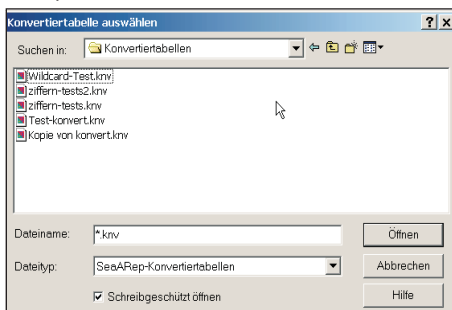 Konvertiertabelle auswählen
Suchen in: Konvertiertabellen
Wildcard-Test.knv
ziffern-tests2.knv
ziffern-tests.knv
Test-konvert.knv
Kopie von konvert.knv
Dateiname: *.knv Öffnen
Dateityp: SeaARep-Konvertiertabellen Abbrechen
Schreibgeschützt öffnen Hilfe